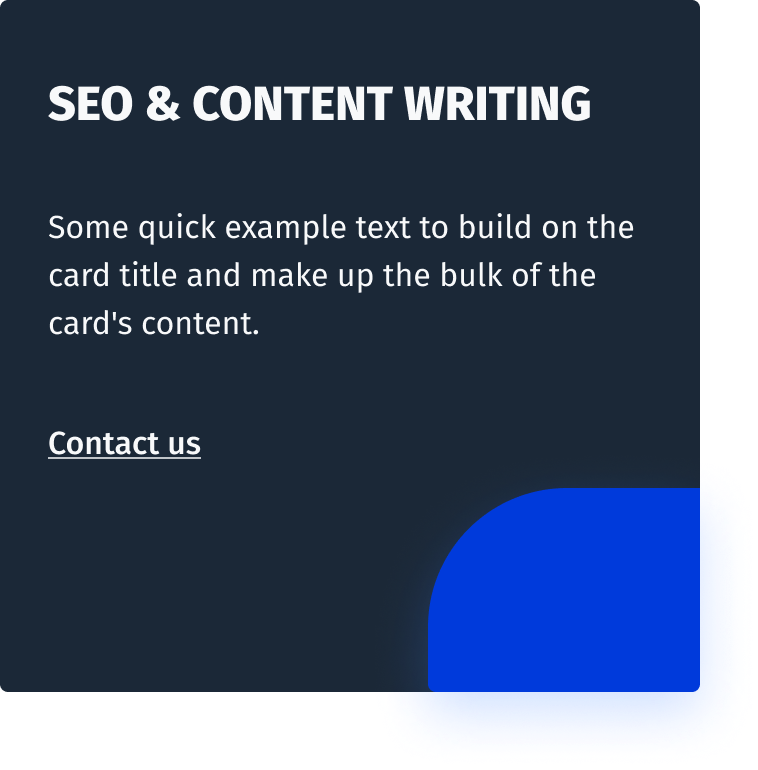 SEO & CONTENT WRITING
Some quick example text to build on the
card title and make up the bulk of the
card's content.
Contact us